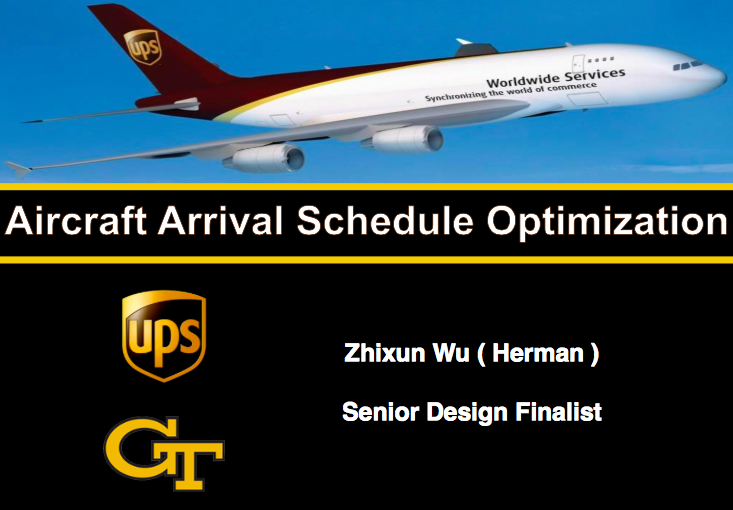 ups
Worldwide Services
Synchronizing the world of commerce
Aircraft Arrival Schedule Optimization
ups
Zhixun Wu ( Herman )
Senior Design Finalist
GT